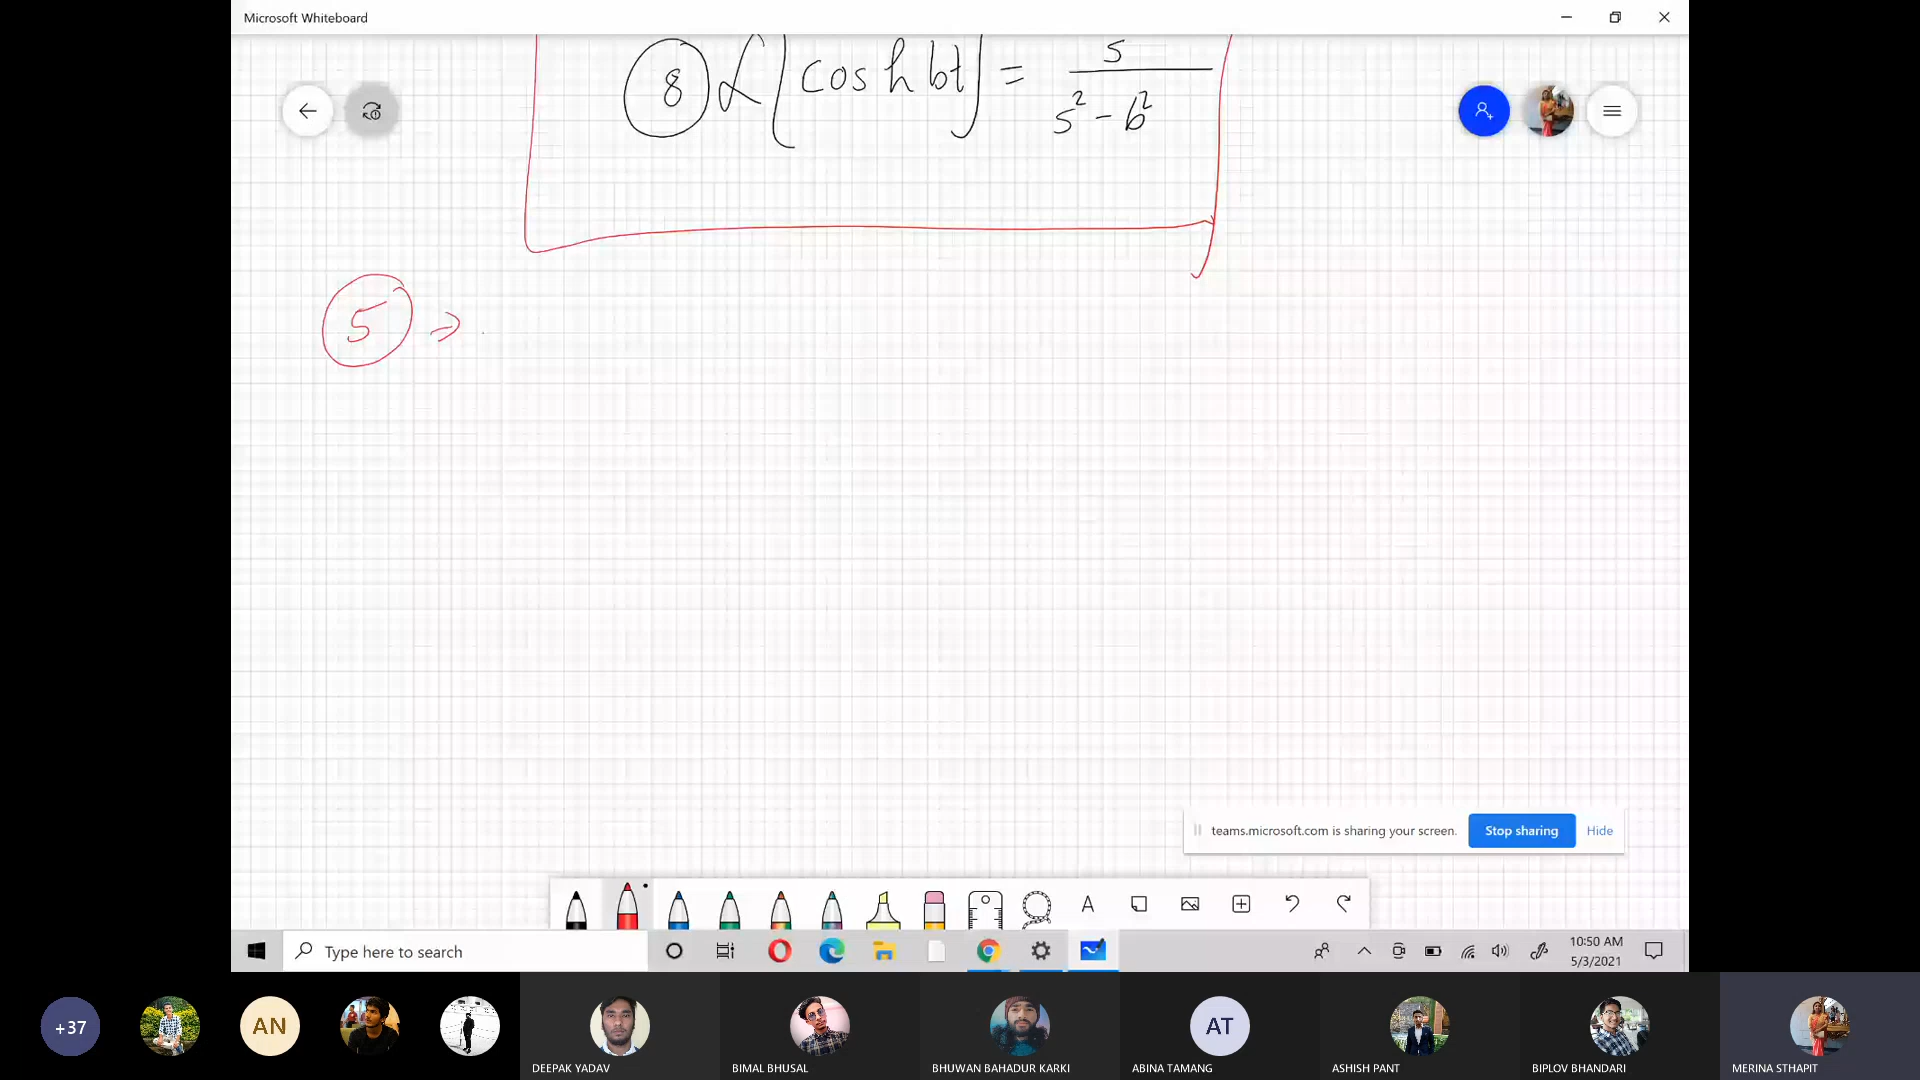 Microsoft Whiteboard
8 L[cos h bt] = s / s² - b²
5 ⇒
teams.microsoft.com is sharing your screen. Stop sharing Hide
Type here to search
10:50 AM
5/3/2021
+37
AN
AT
DEEPAK YADAV
BIMAL BHUSAL
BHUWAN BAHADUR KARKI
ABINA TAMANG
ASHISH PANT
BIPLOV BHANDARI
MERINA STHAPIT